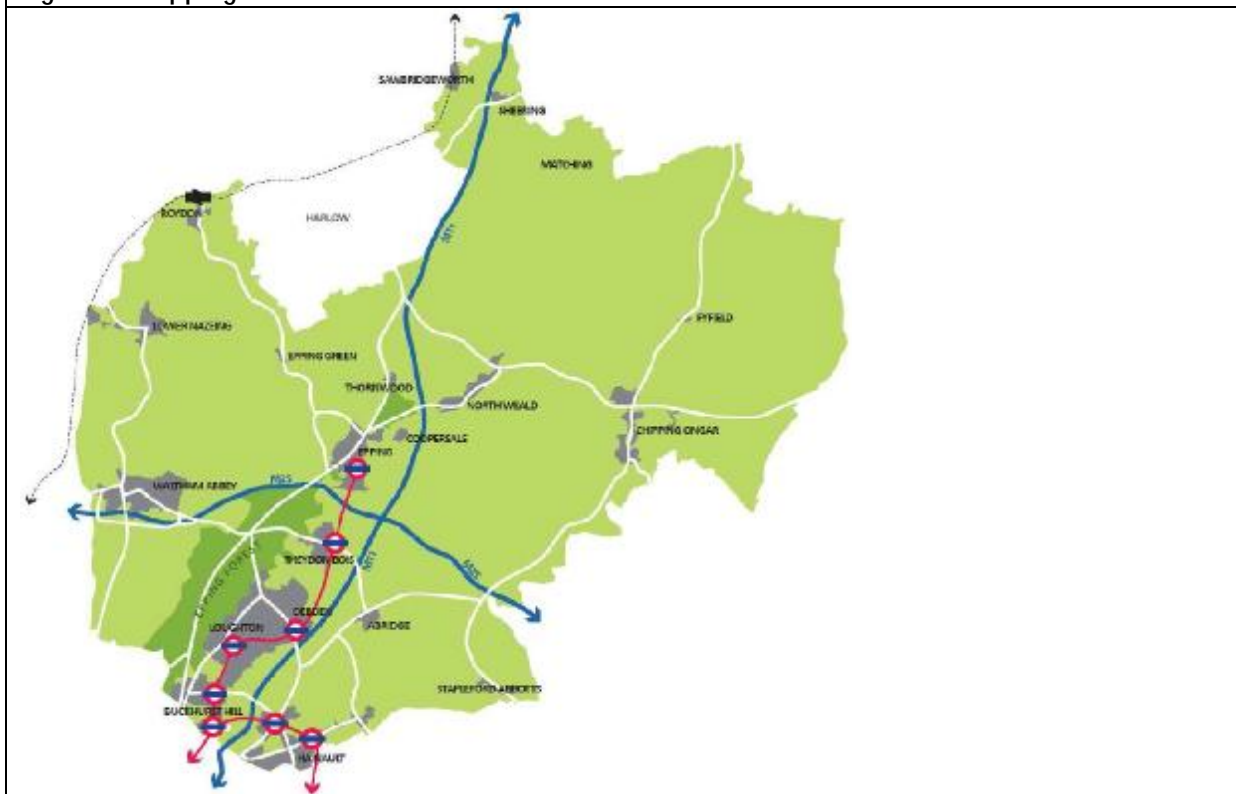 SAWBRIDGEWORTH
SHEERING
MATCHING
HARLOW
ROYDON
M11
LOWER NAZEING
FYFIELD
EPPING GREEN
THORNWOOD
NORTH WEALD
CHIPPING ONGAR
COOPERSALE
EPPING
WALTHAM ABBEY
M25
THEYDON BOIS
M11
M25
EPPING FOREST
DEBDEN
LOUGHTON
ABRIDGE
STAPLEFORD ABBOTTS
BUCKHURST HILL
HAINAULT